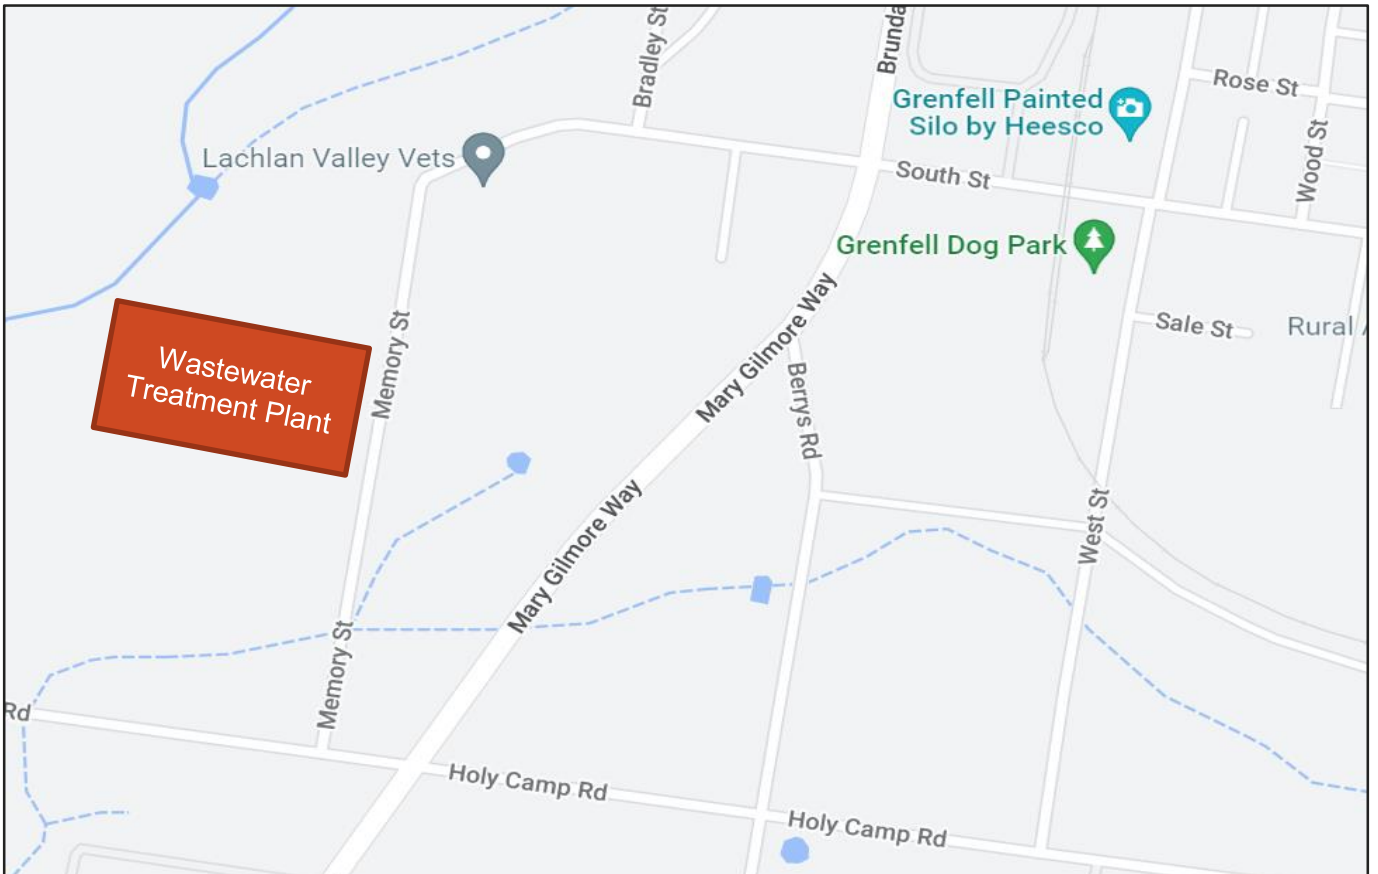 Bradley St
Brunda
Rose St
Grenfell Painted
Silo by Heesco
Wood St
Lachlan Valley Vets
South St
Grenfell Dog Park
Mary Gilmore Way
Memory St
Sale St
Rural
Wastewater
Treatment Plant
Berrys Rd
Mary Gilmore Way
West St
Memory St
Rd
Holy Camp Rd
Holy Camp Rd